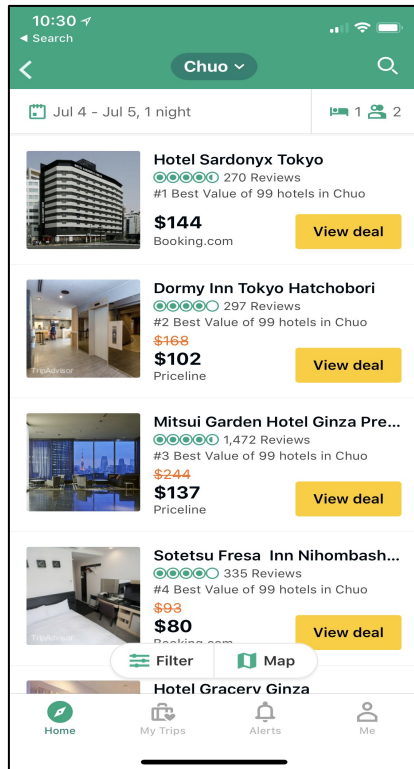 10:30
◀ Search
Chuo
Jul 4 - Jul 5, 1 night
1 2
Hotel Sardonyx Tokyo
270 Reviews
#1 Best Value of 99 hotels in Chuo
$144
Booking.com
View deal
Dormy Inn Tokyo Hatchobori
297 Reviews
#2 Best Value of 99 hotels in Chuo
$168
$102
Priceline
View deal
TripAdvisor
Mitsui Garden Hotel Ginza Pre...
1,472 Reviews
#3 Best Value of 99 hotels in Chuo
$244
$137
Priceline
View deal
Sotetsu Fresa Inn Nihombash...
335 Reviews
#4 Best Value of 99 hotels in Chuo
$93
$80
Booking.com
View deal
TripAdvisor
Filter
Map
Hotel Gracery Ginza
Home
My Trips
Alerts
Me